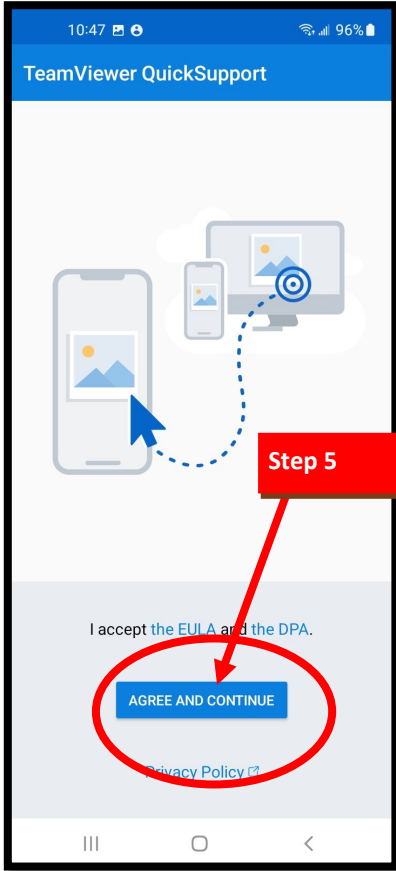 10:47 96%
TeamViewer QuickSupport
Step 5
I accept the EULA and the DPA.
AGREE AND CONTINUE
Privacy Policy